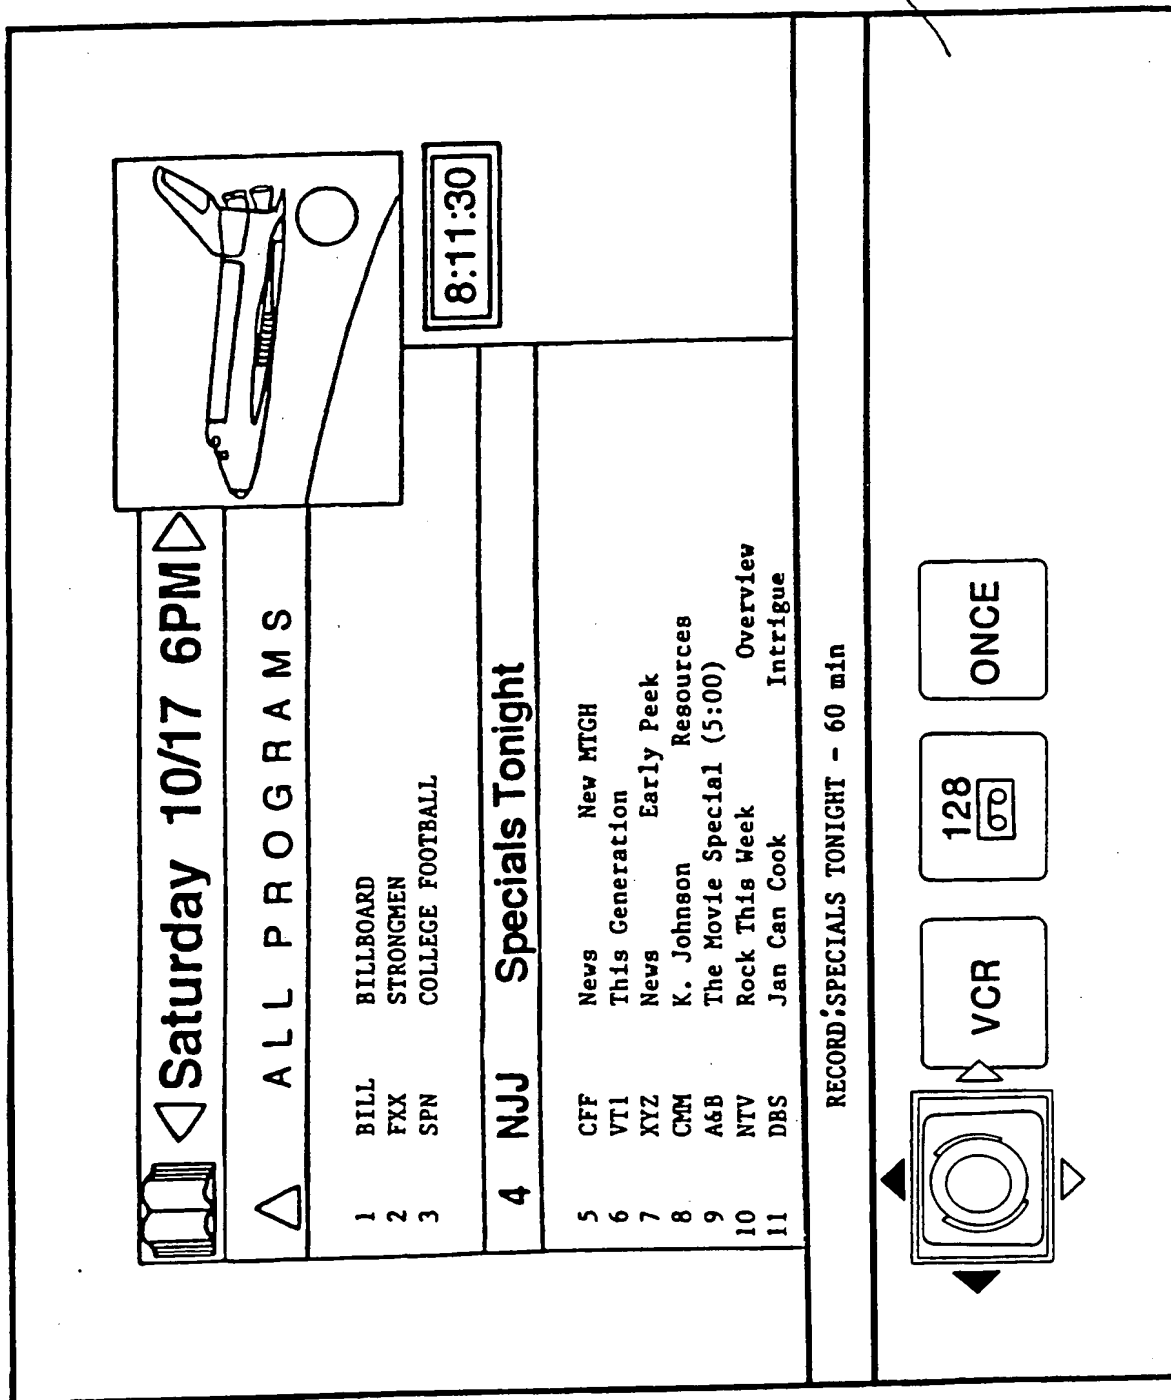 Saturday 10/17 6PM
ALL PROGRAMS
8:11:30
1 BILL BILLBOARD
2 FXX STRONGMEN
3 SPN COLLEGE FOOTBALL
4 NJJ Specials Tonight
5 CFF News New MTGH
6 VT1 This Generation
7 XYZ News Early Peek
8 CMM K. Johnson Resources
9 A&B The Movie Special (5:00)
10 NTV Rock This Week Overview
11 DBS Jan Can Cook Intrigue
RECORD;SPECIALS TONIGHT - 60 min
VCR 128 ONCE